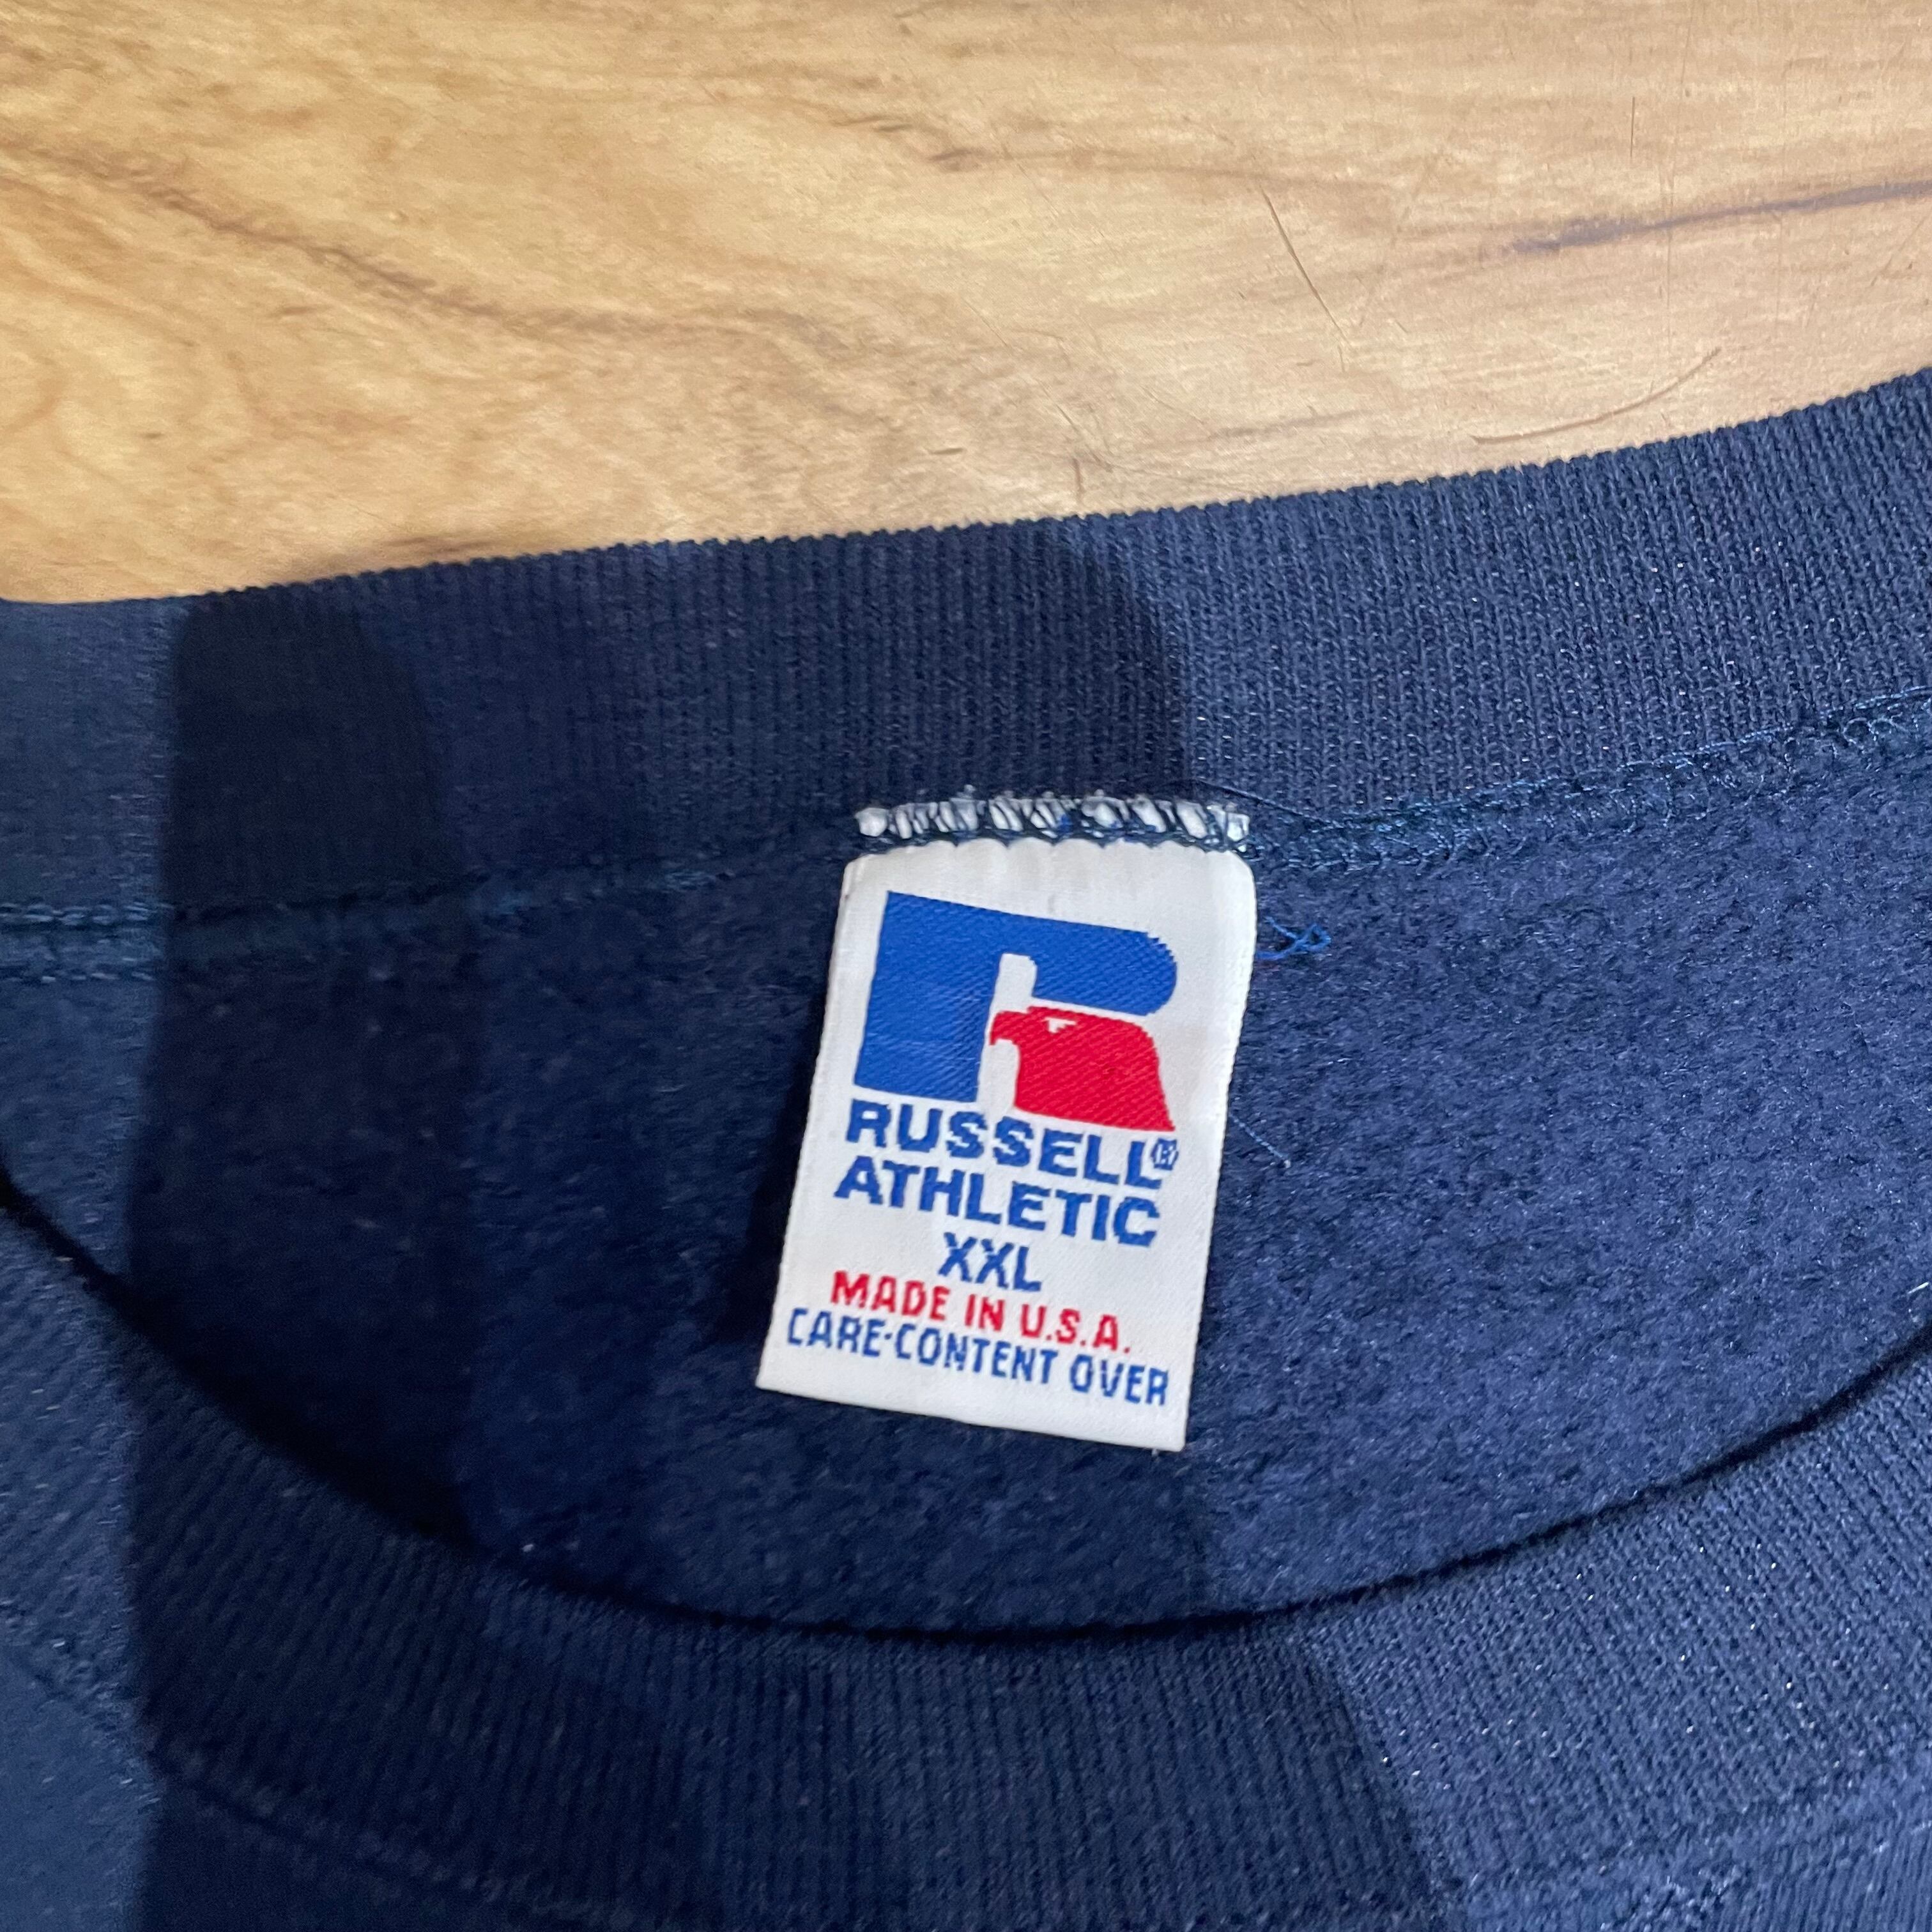 RUSSELL®
ATHLETIC
XXL
MADE IN U.S.A.
CARE·CONTENT OVER